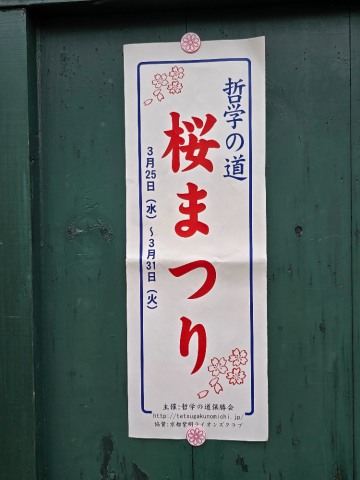 哲学の道
桜まつり
3月25日（水）～3月31日（火）
主催:哲学の道保勝会
http://tetsugakunomichi.jp/
協賛:京都紫明ライオンズクラブ